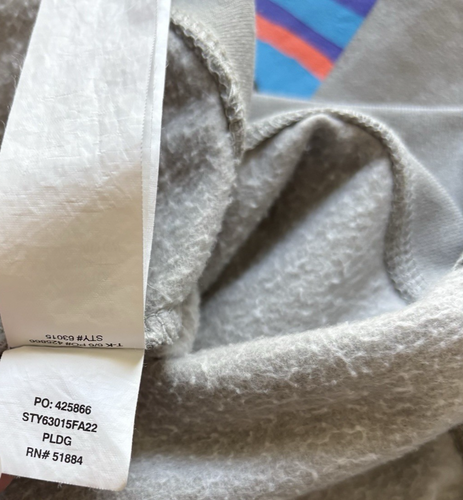 STY# 63015
PO: 425866
STY63015FA22
PLDG
RN# 51884